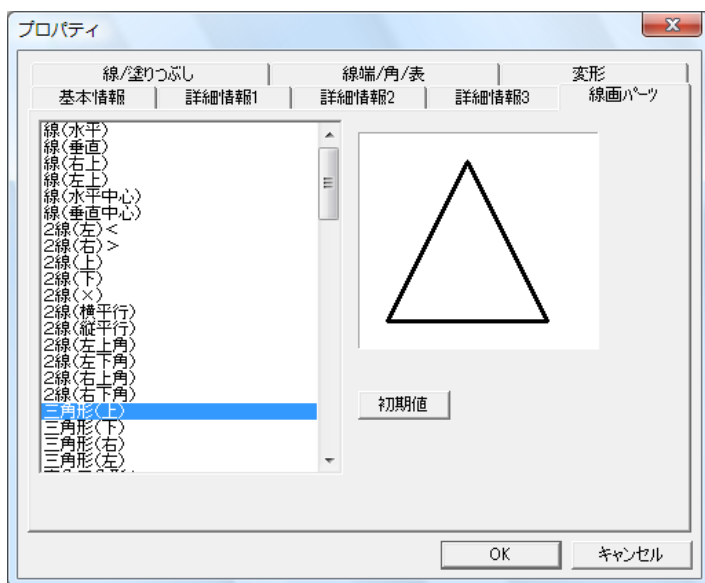 プロパティ
線/塗りつぶし 線端/角/表 変形
基本情報 詳細情報1 詳細情報2 詳細情報3 線画パーツ
線(水平)
線(垂直)
線(右上)
線(左上)
線(水平中心)
線(垂直中心)
2線(左)<
2線(右)>
2線(上)
2線(下)
2線(×)
2線(横平行)
2線(縦平行)
2線(左上角)
2線(左下角)
2線(右上角)
2線(右下角)
三角形(上)
三角形(下)
三角形(右)
三角形(左)
初期値
OK キャンセル